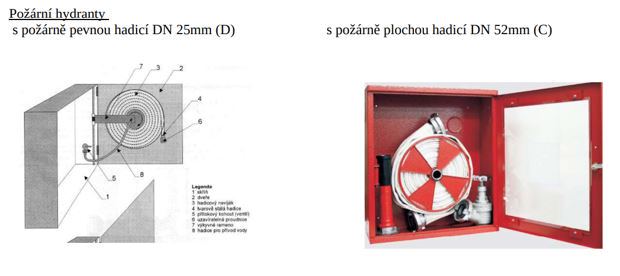 Požární hydranty
s požárně pevnou hadicí DN 25mm (D)
s požárně plochou hadicí DN 52mm (C)
7
3
2
4
6
5
8
1
Legenda
1 skříň
2 dveře
3 hadicový naviják
4 tvarově stálá hadice
5 přítokový kohout (ventil)
6 uzavíratelná proudnice
7 výkyvné rameno
8 hadice pro přívod vody